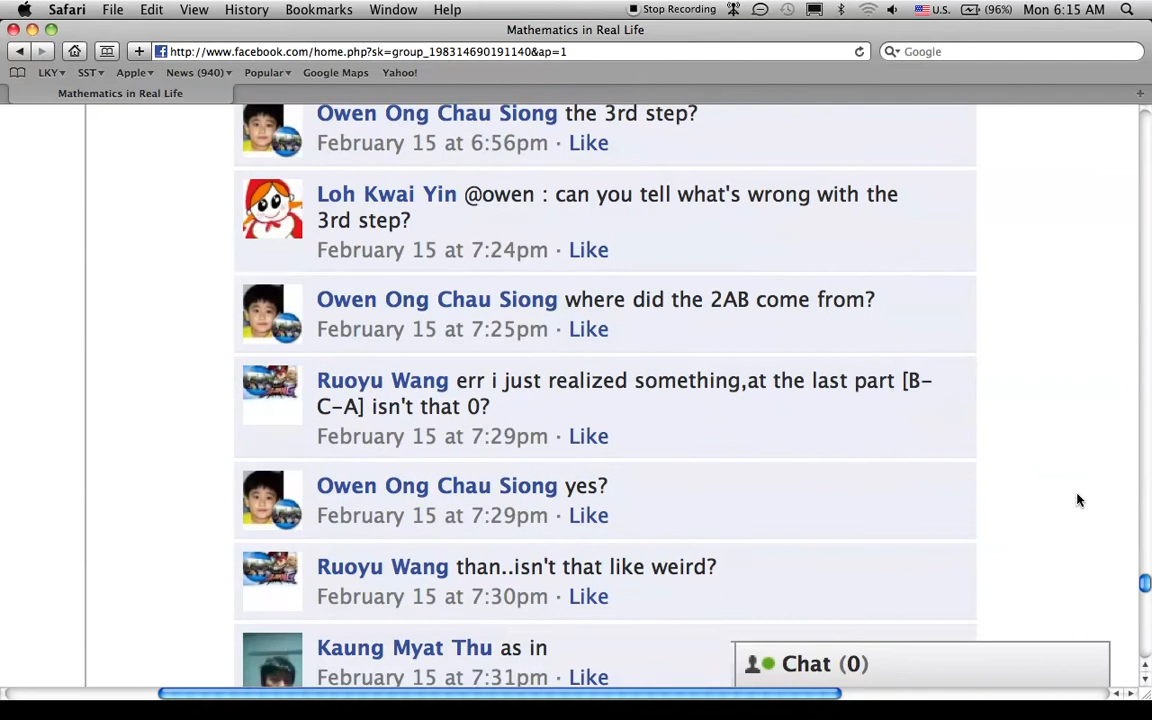 Safari File Edit View History Bookmarks Window Help Stop Recording U.S. (96%) Mon 6:15 AM
Mathematics in Real Life
http://www.facebook.com/home.php?sk=group_198314690191140&ap=1 Google
LKY SST Apple News (940) Popular Google Maps Yahoo!
Mathematics in Real Life
Owen Ong Chau Siong the 3rd step?
February 15 at 6:56pm · Like
Loh Kwai Yin @owen : can you tell what's wrong with the
3rd step?
February 15 at 7:24pm · Like
Owen Ong Chau Siong where did the 2AB come from?
February 15 at 7:25pm · Like
Ruoyu Wang err i just realized something,at the last part [B-
C-A] isn't that 0?
February 15 at 7:29pm · Like
Owen Ong Chau Siong yes?
February 15 at 7:29pm · Like
Ruoyu Wang than..isn't that like weird?
February 15 at 7:30pm · Like
Kaung Myat Thu as in
February 15 at 7:31pm · Like
Chat (0)